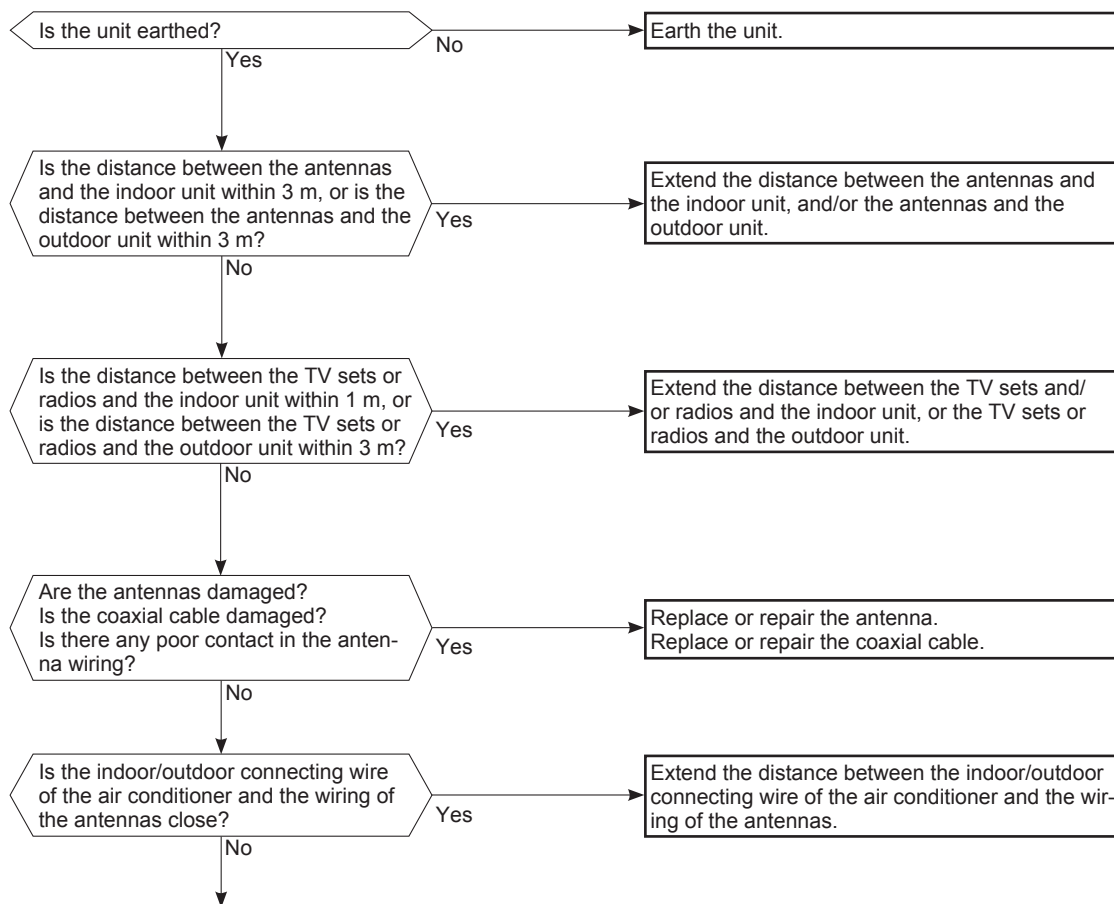 Is the unit earthed?
No
Earth the unit.
Yes
Is the distance between the antennas
and the indoor unit within 3 m, or is the
distance between the antennas and the
outdoor unit within 3 m?
Yes
Extend the distance between the antennas and
the indoor unit, and/or the antennas and the
outdoor unit.
No
Is the distance between the TV sets or
radios and the indoor unit within 1 m, or
is the distance between the TV sets or
radios and the outdoor unit within 3 m?
Yes
Extend the distance between the TV sets and/
or radios and the indoor unit, or the TV sets or
radios and the outdoor unit.
No
Are the antennas damaged?
Is the coaxial cable damaged?
Is there any poor contact in the anten-
na wiring?
Yes
Replace or repair the antenna.
Replace or repair the coaxial cable.
No
Is the indoor/outdoor connecting wire
of the air conditioner and the wiring of
the antennas close?
Yes
Extend the distance between the indoor/outdoor
connecting wire of the air conditioner and the wir-
ing of the antennas.
No